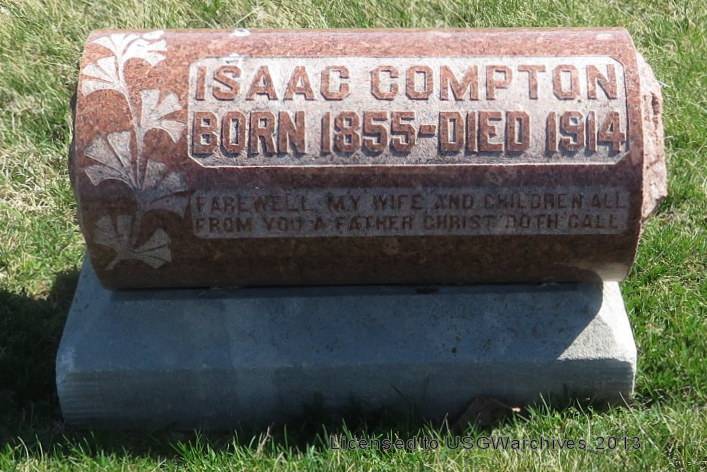 ISAAC COMPTON
BORN 1855-DIED 1914
FAREWELL MY WIFE AND CHILDREN ALL
FROM YOU A FATHER CHRIST DOTH CALL
Licensed to USGWarchives 2013